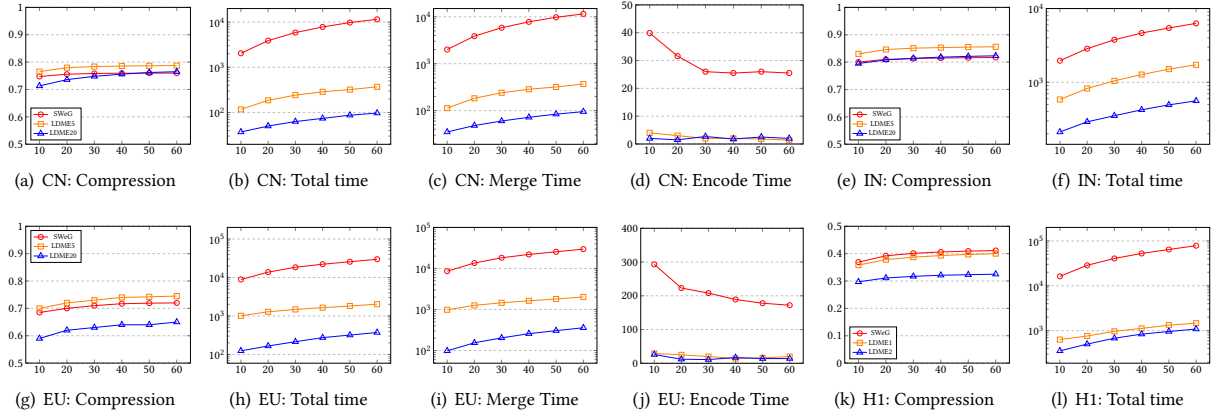 1
0.9
0.8
0.7
0.6
0.5
SWeG
LDME5
LDME20
10 20 30 40 50 60
(a) CN: Compression
10^4
10^3
10^2
10 20 30 40 50 60
(b) CN: Total time
10^4
10^3
10^2
10 20 30 40 50 60
(c) CN: Merge Time
50
40
30
20
10
0
10 20 30 40 50 60
(d) CN: Encode Time
1
0.9
0.8
0.7
0.6
0.5
SWeG
LDME5
LDME20
10 20 30 40 50 60
(e) IN: Compression
10^4
10^3
10 20 30 40 50 60
(f) IN: Total time
1
0.9
0.8
0.7
0.6
0.5
SWeG
LDME5
LDME20
10 20 30 40 50 60
(g) EU: Compression
10^5
10^4
10^3
10^2
10 20 30 40 50 60
(h) EU: Total time
10^5
10^4
10^3
10^2
10 20 30 40 50 60
(i) EU: Merge Time
400
300
200
100
0
10 20 30 40 50 60
(j) EU: Encode Time
0.5
0.4
0.3
0.2
0.1
0
SWeG
LDME1
LDME2
10 20 30 40 50 60
(k) H1: Compression
10^5
10^4
10^3
10 20 30 40 50 60
(l) H1: Total time